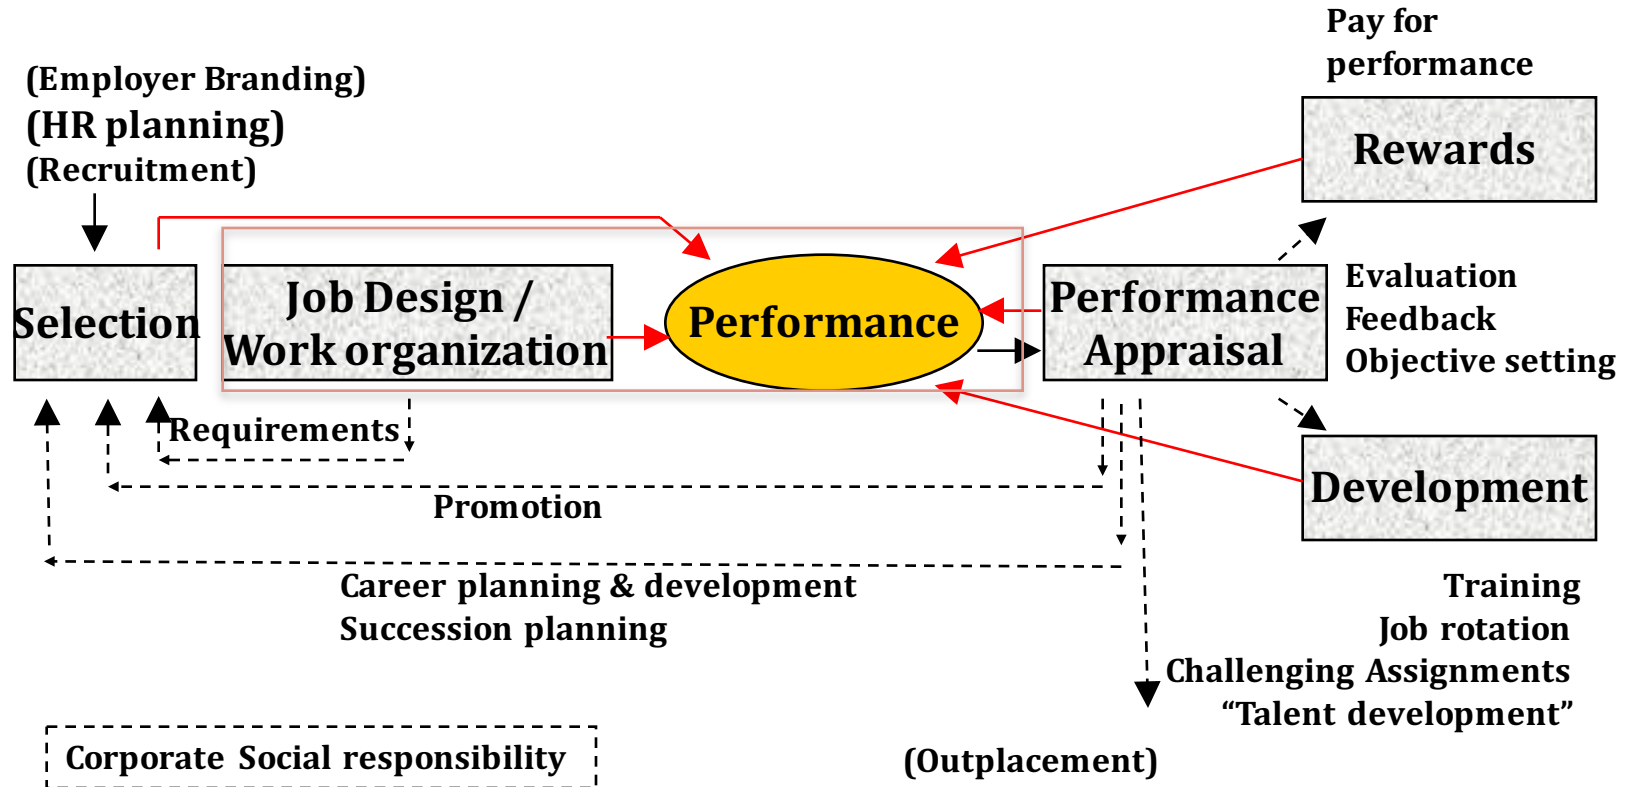 Pay for
performance
(Employer Branding)
(HR planning)
(Recruitment)
Rewards
Selection
Job Design /
Work organization
Performance
Performance
Appraisal
Evaluation
Feedback
Objective setting
Requirements
Promotion
Development
Career planning & development
Succession planning
Training
Job rotation
Challenging Assignments
“Talent development”
Corporate Social responsibility
(Outplacement)